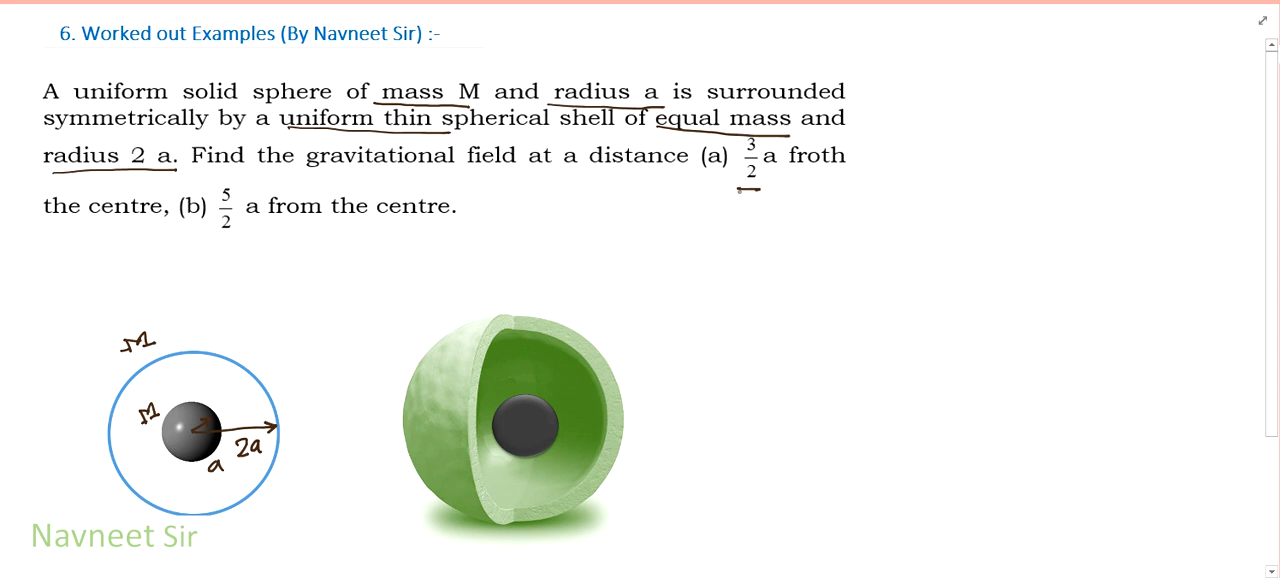 6. Worked out Examples (By Navneet Sir) :-
A uniform solid sphere of mass M and radius a is surrounded
symmetrically by a uniform thin spherical shell of equal mass and
radius 2 a. Find the gravitational field at a distance (a) 3/2 a froth
the centre, (b) 5/2 a from the centre.
M
M
2a
a
Navneet Sir